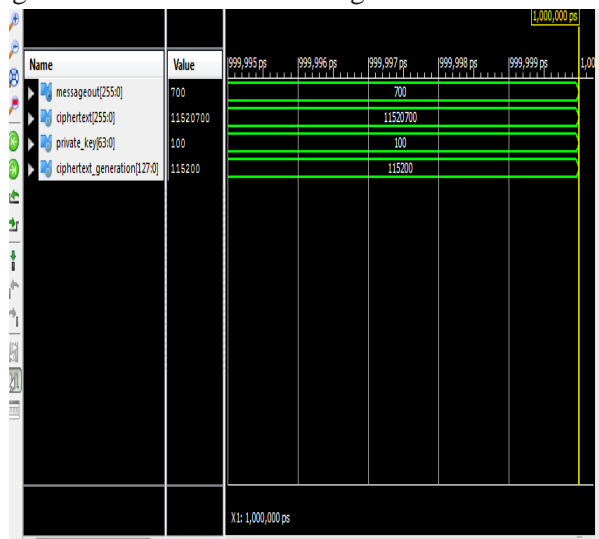 1,000,000 ps
Name Value 999,995 ps 999,996 ps 999,997 ps 999,998 ps 999,999 ps 1,00
messageout[255:0] 700 700
ciphertext[255:0] 11520700 11520700
private_key[63:0] 100 100
ciphertext_generation[127:0] 115200 115200
X1: 1,000,000 ps